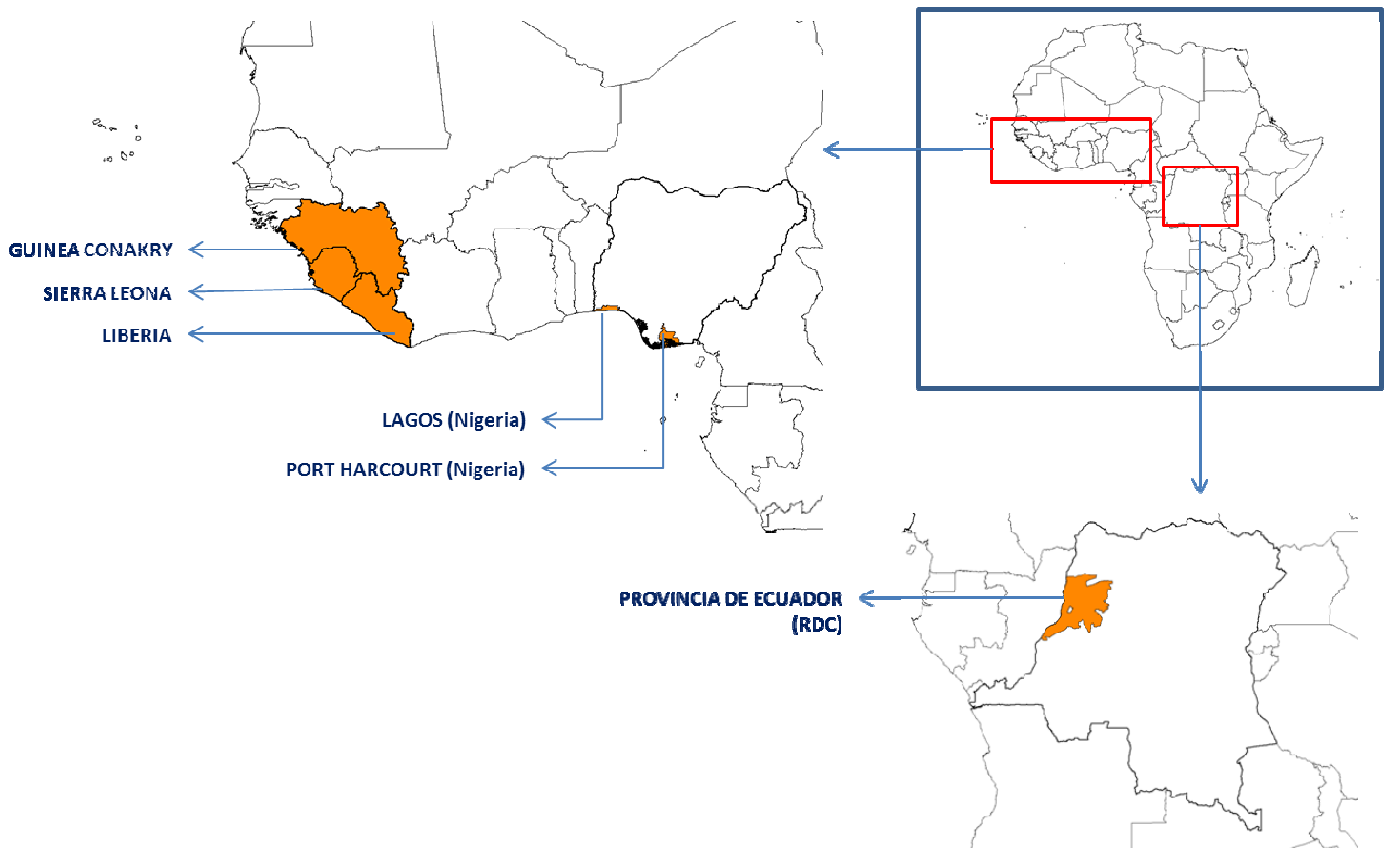 GUINEA CONAKRY
SIERRA LEONA
LIBERIA
LAGOS (Nigeria)
PORT HARCOURT (Nigeria)
PROVINCIA DE ECUADOR
(RDC)